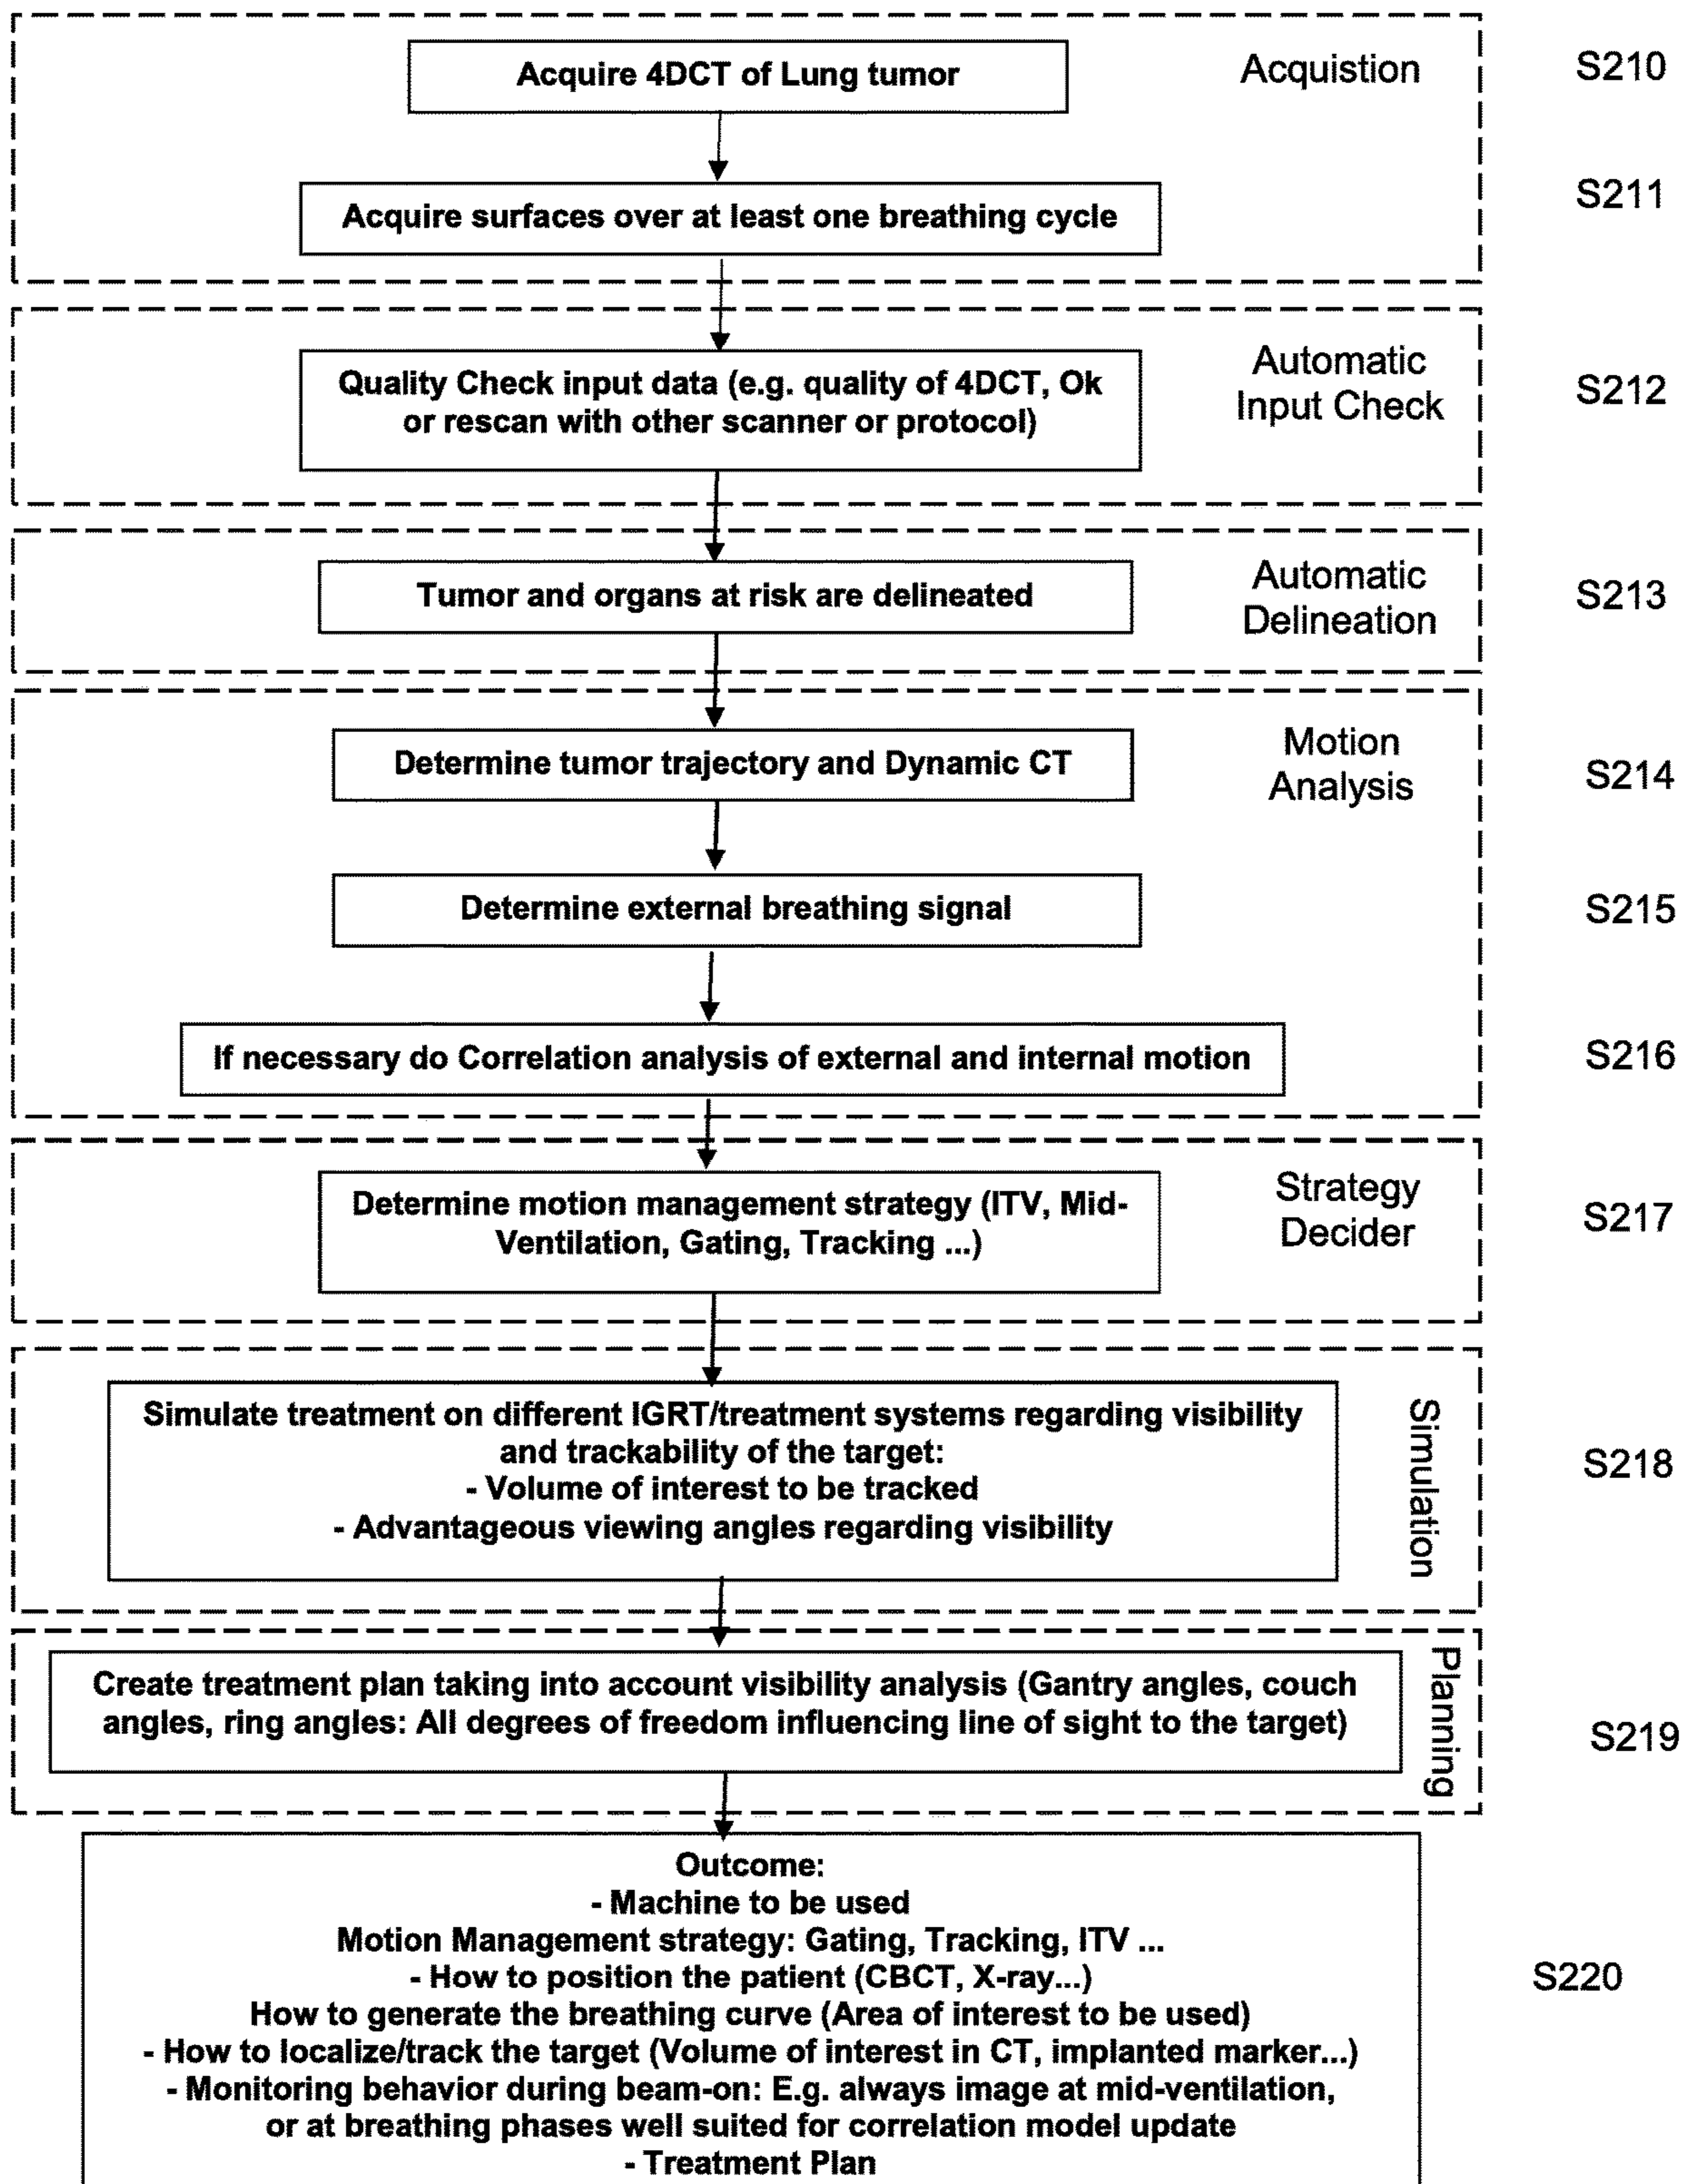 Acquire 4DCT of Lung tumor
Acquistion
S210
Acquire surfaces over at least one breathing cycle
S211
Quality Check input data (e.g. quality of 4DCT, Ok
or rescan with other scanner or protocol)
Automatic
Input Check
S212
Tumor and organs at risk are delineated
Automatic
Delineation
S213
Determine tumor trajectory and Dynamic CT
Motion
Analysis
S214
Determine external breathing signal
S215
If necessary do Correlation analysis of external and internal motion
S216
Determine motion management strategy (ITV, Mid-
Ventilation, Gating, Tracking ...)
Strategy
Decider
S217
Simulate treatment on different IGRT/treatment systems regarding visibility
and trackability of the target:
- Volume of interest to be tracked
- Advantageous viewing angles regarding visibility
Simulation
S218
Create treatment plan taking into account visibility analysis (Gantry angles, couch
angles, ring angles: All degrees of freedom influencing line of sight to the target)
Planning
S219
Outcome:
- Machine to be used
Motion Management strategy: Gating, Tracking, ITV ...
- How to position the patient (CBCT, X-ray...)
How to generate the breathing curve (Area of interest to be used)
- How to localize/track the target (Volume of interest in CT, implanted marker...)
- Monitoring behavior during beam-on: E.g. always image at mid-ventilation,
or at breathing phases well suited for correlation model update
- Treatment Plan
S220